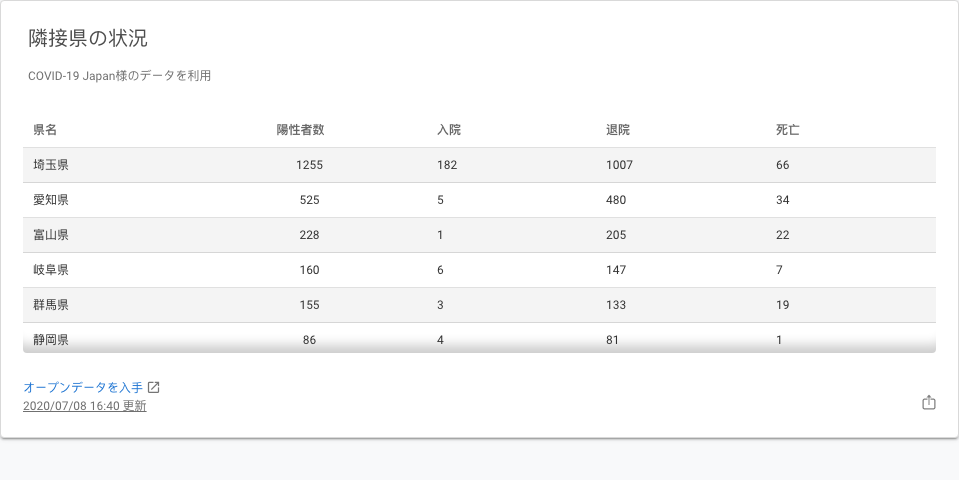 隣接県の状況
COVID-19 Japan様のデータを利用
県名 陽性者数 入院 退院 死亡
埼玉県 1255 182 1007 66
愛知県 525 5 480 34
富山県 228 1 205 22
岐阜県 160 6 147 7
群馬県 155 3 133 19
静岡県 86 4 81 1
オープンデータを入手
2020/07/08 16:40 更新